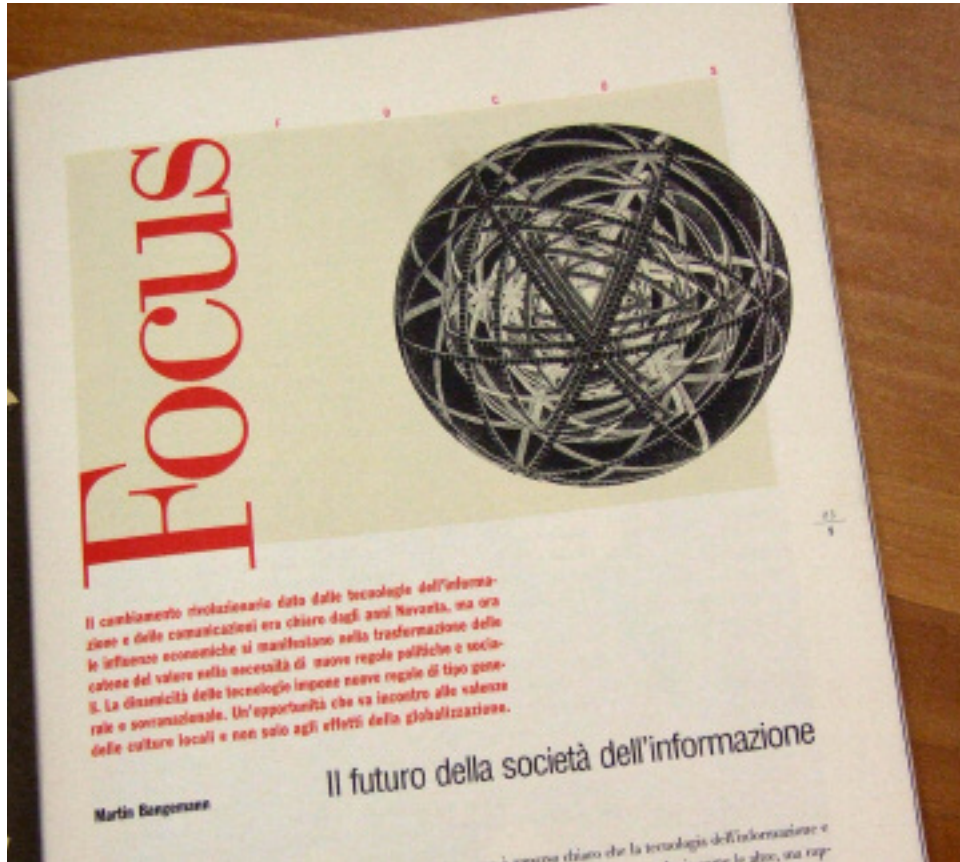 f o c u s
Focus
Il cambiamento rivoluzionario dato dalle tecnologie dell'informa-
zione e delle comunicazioni era chiaro dagli anni Novanta, ma ora
le influenze economiche si manifestano nella trasformazione delle
catene del valore nella necessità di nuove regole politiche e socia-
li. La dinamicità delle tecnologie impone nuove regole di tipo gene-
rale e sovranazionale. Un'opportunità che va incontro alle valenze
delle culture locali e non solo agli effetti della globalizzazione.
Il futuro della società dell'informazione
Martin Bangemann
chiaro che la tecnologia dell'informazione e
le altre, ma rap-